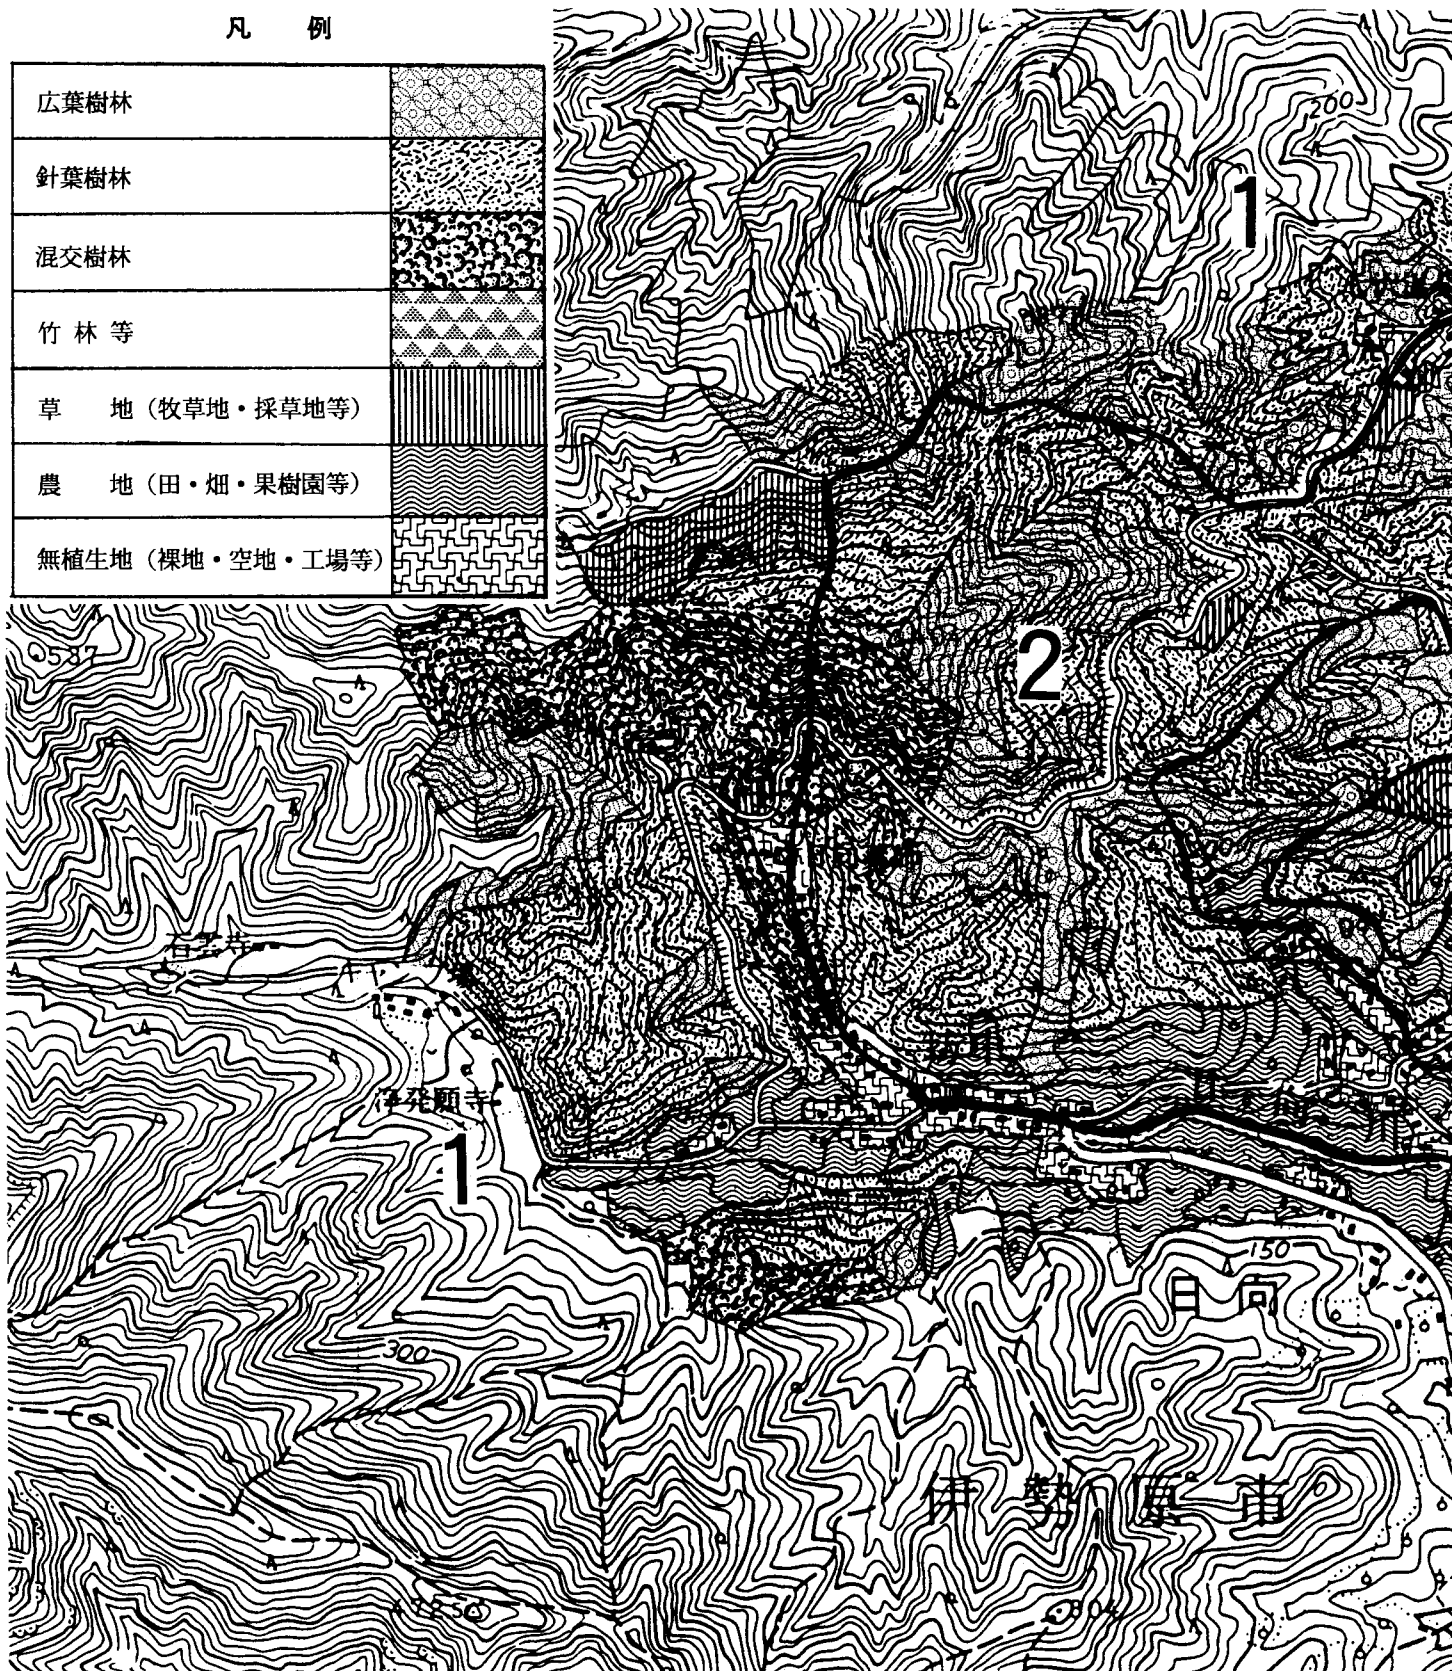 凡 例
広葉樹林
針葉樹林
混交樹林
竹 林 等
草 地（牧草地・採草地等）
農 地（田・畑・果樹園等）
無植生地（裸地・空地・工場等）
200
1
2
537
石雲寺
浄発願寺
1
150
日 向
300
伊 勢 原 市